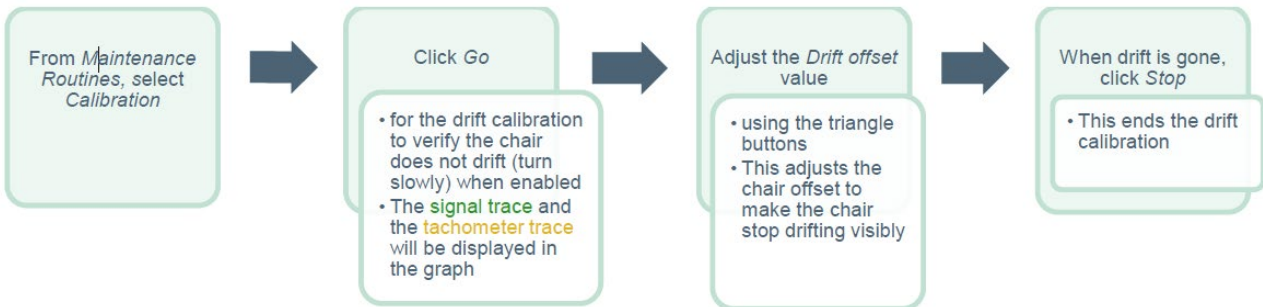 From Maintenance
Routines, select
Calibration
Click Go
• for the drift calibration
to verify the chair
does not drift (turn
slowly) when enabled
• The signal trace and
the tachometer trace
will be displayed in
the graph
Adjust the Drift offset
value
• using the triangle
buttons
• This adjusts the
chair offset to
make the chair
stop drifting visibly
When drift is gone,
click Stop
• This ends the drift
calibration